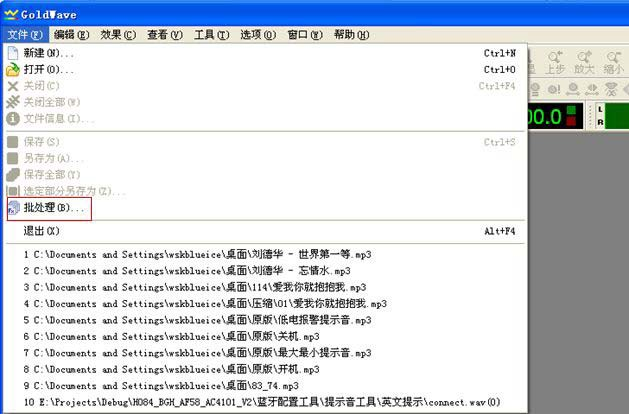 GoldWave
文件(F) 编辑(E) 效果(C) 查看(V) 工具(T) 选项(O) 窗口(W) 帮助(H)
新建(N)... Ctrl+N
打开(O)... Ctrl+O
关闭(C) Ctrl+F4
关闭全部(W)
文件信息(I)...
上步 放大 缩小
00.0 L R
保存(S) Ctrl+S
另存为(A)...
保存全部(Y)
选定部分另存为(Z)...
批处理(B)...
退出(X) Alt+F4
1 C:\Documents and Settings\wskblueice\桌面\刘德华 - 世界第一等.mp3
2 C:\Documents and Settings\wskblueice\桌面\刘德华 - 忘情水.mp3
3 C:\Documents and Settings\wskblueice\桌面\114\爱我你就抱抱我.mp3
4 C:\Documents and Settings\wskblueice\桌面\压缩\01\爱我你就抱抱我.mp3
5 C:\Documents and Settings\wskblueice\桌面\原版\低电报警提示音.mp3
6 C:\Documents and Settings\wskblueice\桌面\原版\关机.mp3
7 C:\Documents and Settings\wskblueice\桌面\原版\最大最小提示音.mp3
8 C:\Documents and Settings\wskblueice\桌面\原版\开机.mp3
9 C:\Documents and Settings\wskblueice\桌面\83_74.mp3
10 E:\Projects\Debug\H084_BGH_AF58_AC4101_V2\蓝牙配置工具\提示音工具\英文提示\connect.wav(0)